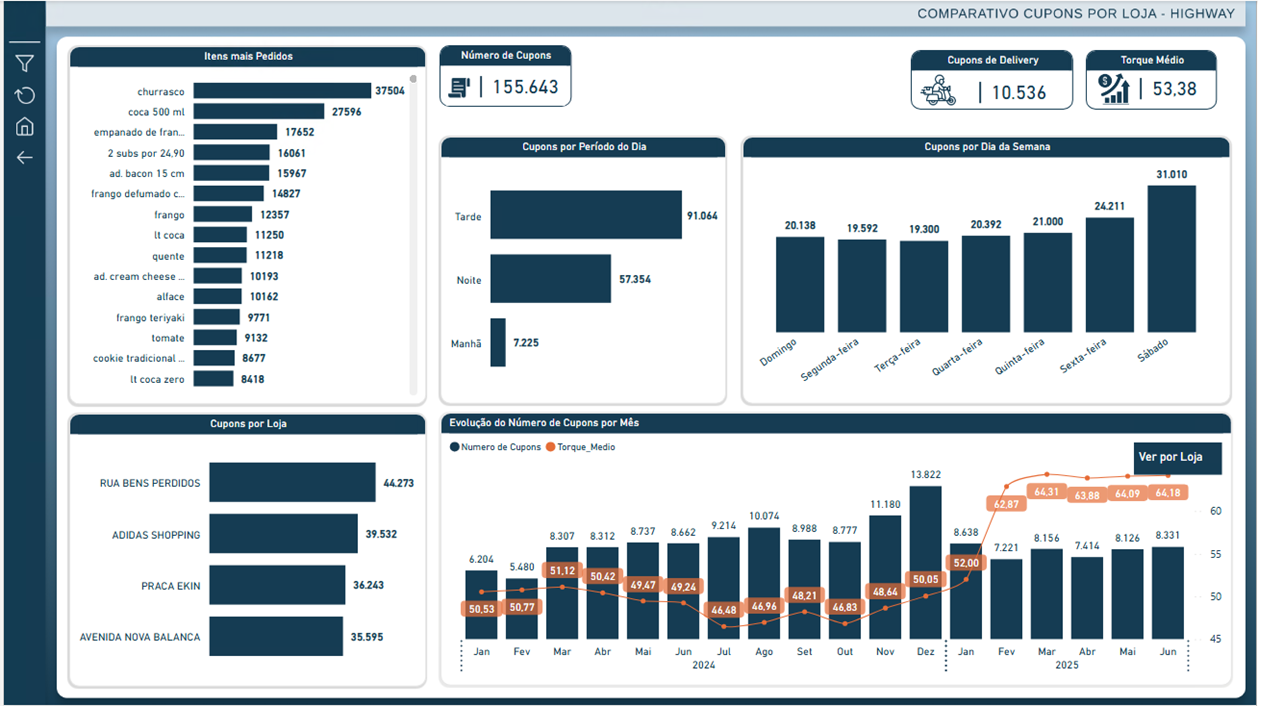 COMPARATIVO CUPONS POR LOJA - HIGHWAY
Itens mais Pedidos
churrasco 37504
coca 500 ml 27596
empanado de fran... 17652
2 subs por 24,90 16061
ad. bacon 15 cm 15967
frango defumado c... 14827
frango 12357
lt coca 11250
quente 11218
ad. cream cheese ... 10193
alface 10162
frango teriyaki 9771
tomate 9132
cookie tradicional ... 8677
lt coca zero 8418
Número de Cupons
155.643
Cupons de Delivery
10.536
Torque Médio
53,38
Cupons por Período do Dia
Tarde 91.064
Noite 57.354
Manhã 7.225
Cupons por Dia da Semana
20.138 19.592 19.300 20.392 21.000 24.211 31.010
Domingo Segunda-feira Terça-feira Quarta-feira Quinta-feira Sexta-feira Sábado
Cupons por Loja
RUA BENS PERDIDOS 44.273
ADIDAS SHOPPING 39.532
PRACA EKIN 36.243
AVENIDA NOVA BALANCA 35.595
Evolução do Número de Cupons por Mês
Numero de Cupons Torque_Medio
Ver por Loja
6.204 5.480 8.307 8.312 8.737 8.662 9.214 10.074 8.988 8.777 11.180 13.822 8.638 7.221 8.156 7.414 8.126 8.331
50,53 50,77 51,12 50,42 49,47 49,24 46,48 46,96 48,21 46,83 48,64 50,05 52,00 62,87 64,31 63,88 64,09 64,18
60
55
50
45
Jan Fev Mar Abr Mai Jun Jul Ago Set Out Nov Dez Jan Fev Mar Abr Mai Jun
2024 2025